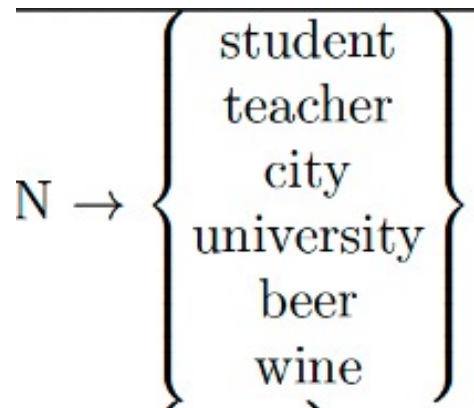 student
teacher
city
N → university
beer
wine